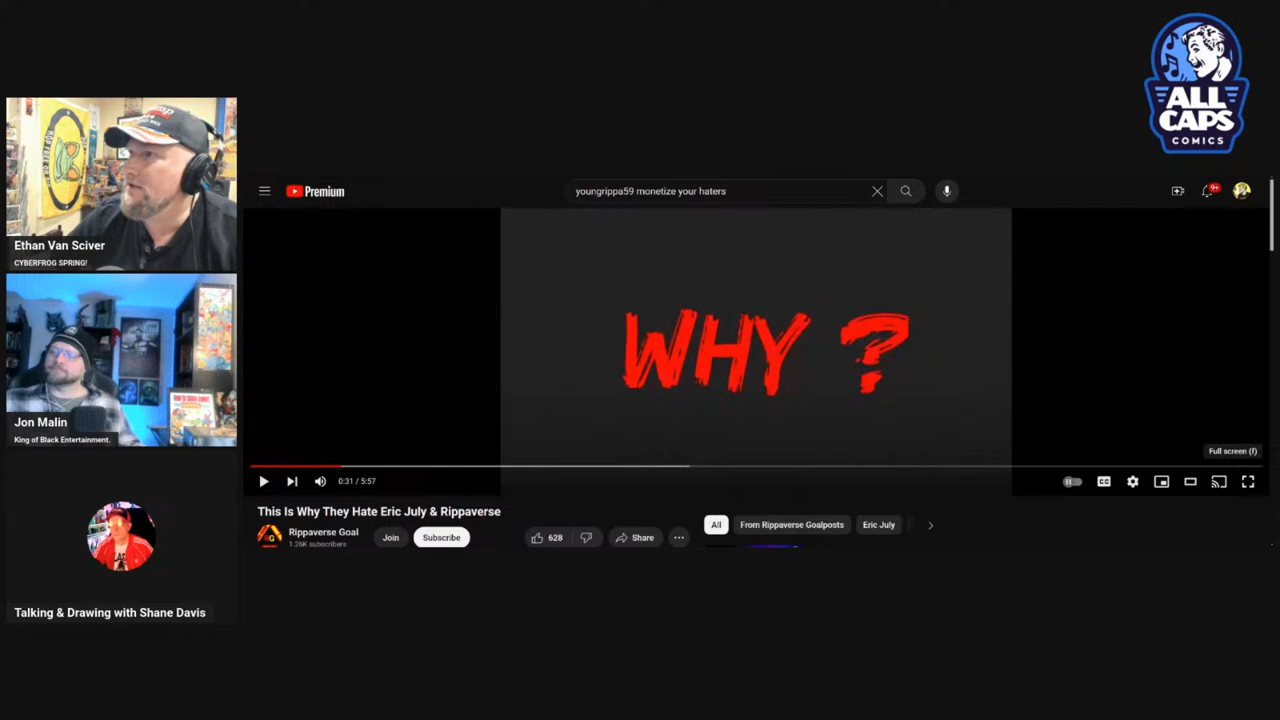 ALL
CAPS
COMICS
Ethan Van Sciver
CYBERFROG SPRING!
Jon Malin
King of Black Entertainment.
Talking & Drawing with Shane Davis
Premium
youngrippa59 monetize your haters
9+
WHY ?
Full screen (f)
0:31 / 5:57
CC
This Is Why They Hate Eric July & Rippaverse
Rippaverse Goal
1.26K subscribers
Join
Subscribe
628
Share
All
From Rippaverse Goalposts
Eric July